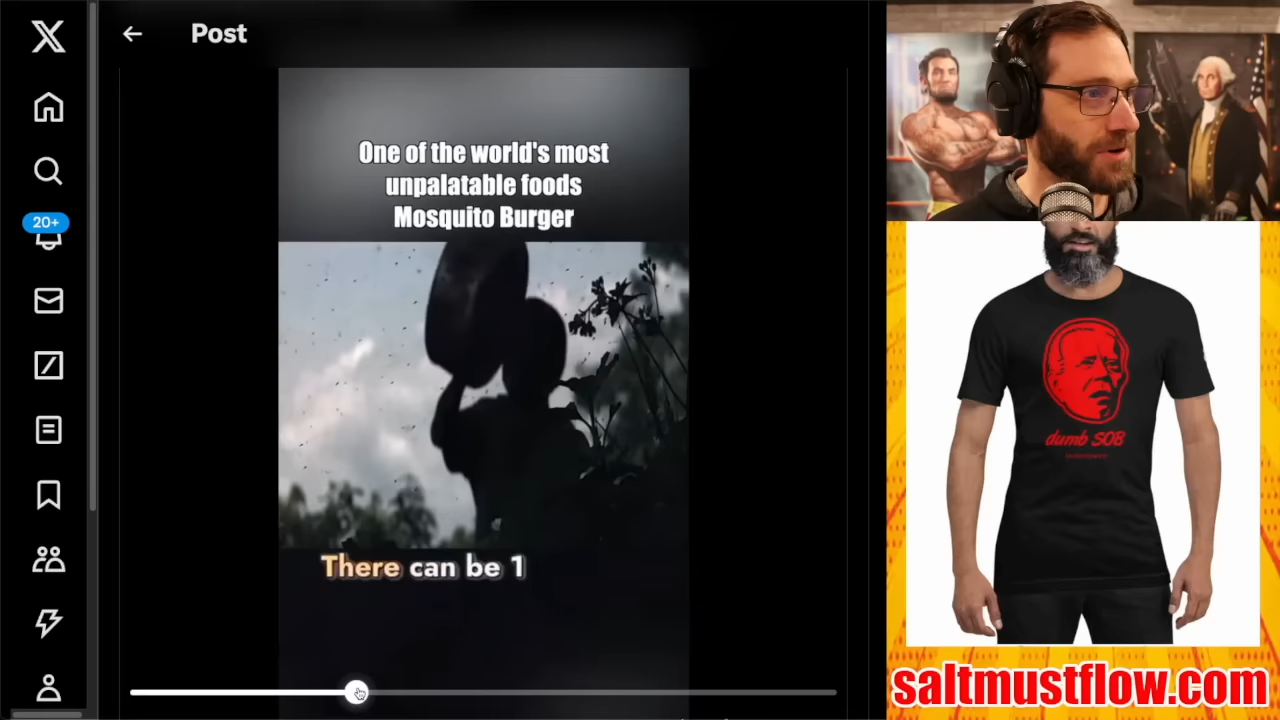 Post
20+
One of the world's most
unpalatable foods
Mosquito Burger
There can be 1
dumb SOB
saltmustflow.com